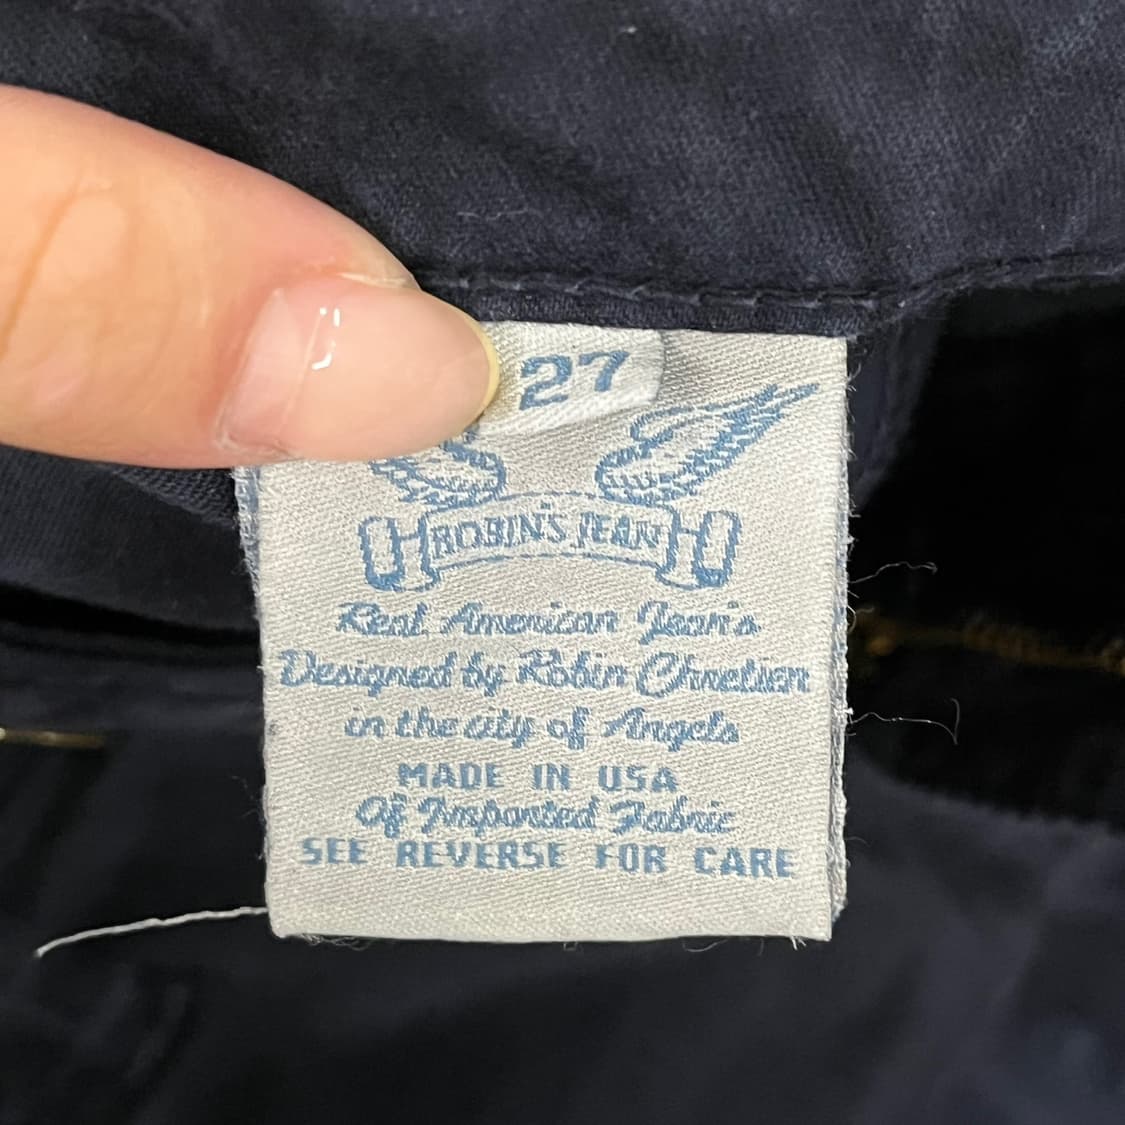 27
ROBIN'S JEAN
Real American Jean's
Designed by Robin Chretien
in the city of Angels
MADE IN USA
Of Imported Fabric
SEE REVERSE FOR CARE